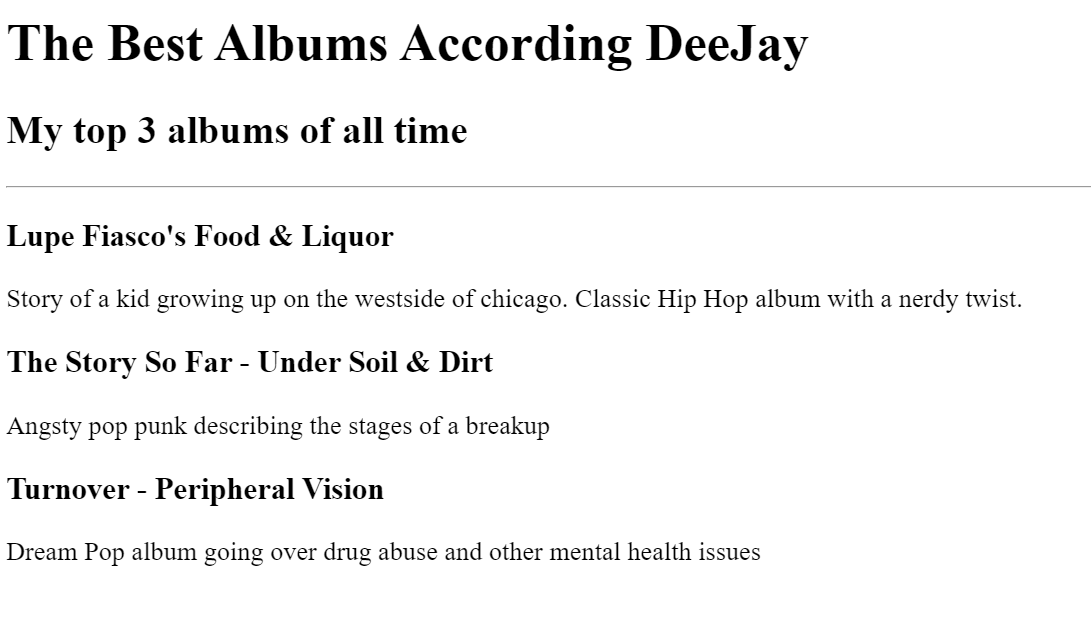 The Best Albums According DeeJay
My top 3 albums of all time
Lupe Fiasco's Food & Liquor
Story of a kid growing up on the westside of chicago. Classic Hip Hop album with a nerdy twist.
The Story So Far - Under Soil & Dirt
Angsty pop punk describing the stages of a breakup
Turnover - Peripheral Vision
Dream Pop album going over drug abuse and other mental health issues